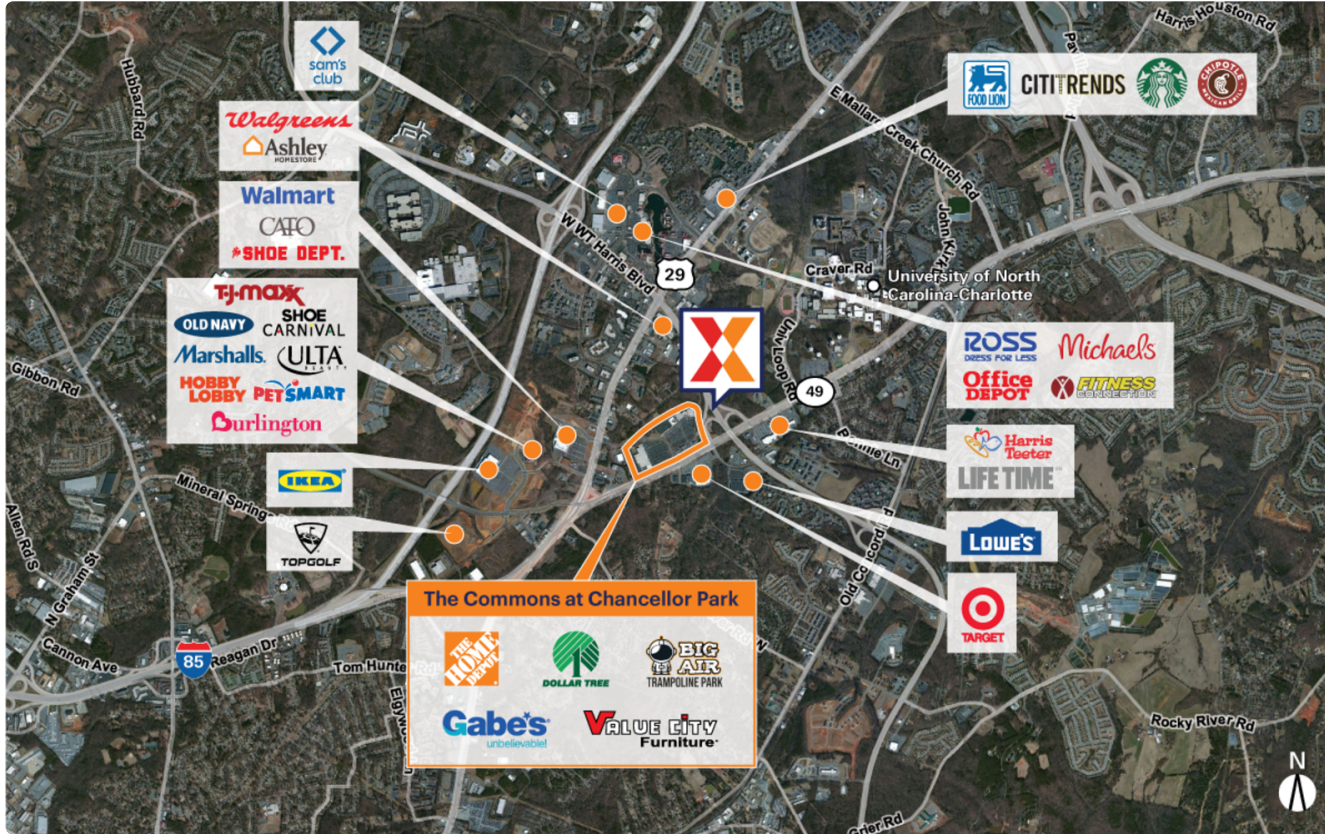 Harris Houston Rd
Hubbard Rd
sam's
club
FOOD LION
CITITRENDS
CHIPOTLE
MEXICAN GRILL
E Mallard Creek Church Rd
Walgreens
Ashley
HOMESTORE
Walmart
CATO
SHOE DEPT.
W WT Harris Blvd
29
John Kirk
Craver Rd
University of North
Carolina-Charlotte
T·J·maxx
OLD NAVY
SHOE
CARNIVAL
Marshalls.
ULTA
BEAUTY
HOBBY
LOBBY
PETSMART
Burlington
Gibbon Rd
Univ Loop Rd
49
ROSS
DRESS FOR LESS
Michaels
Office
DEPOT
FITNESS
CONNECTION
Harris
Teeter
LIFE TIME
IKEA
Mineral Springs
TOPGOLF
Allen Rd S
N Graham St
LOWE'S
Old Concord Rd
TARGET
The Commons at Chancellor Park
THE
HOME
DEPOT
DOLLAR TREE
BIG
AIR
TRAMPOLINE PARK
Gabe's
unbelievable!
VALUE CITY
Furniture
Cannon Ave
85
Reagan Dr
Tom Hunter
Rocky River Rd
Grier Rd
N